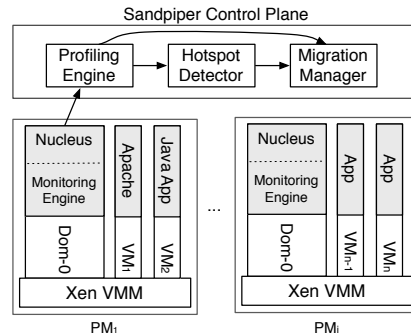 Sandpiper Control Plane
Profiling
Engine
Hotspot
Detector
Migration
Manager
Nucleus
Monitoring
Engine
Dom-0
Apache
VM1
Java App
VM2
Xen VMM
PM1
...
Nucleus
Monitoring
Engine
Dom-0
App
VMn-1
App
VMn
Xen VMM
PMi